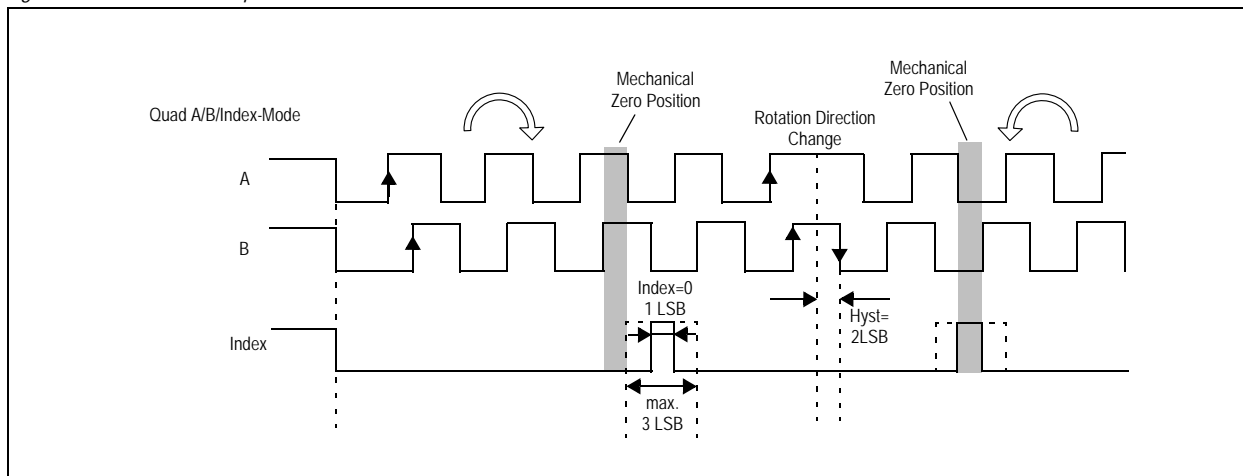 Mechanical
Zero Position
Mechanical
Zero Position
Quad A/B/Index-Mode
Rotation Direction
Change
A
B
Index=0
1 LSB
Hyst=
2LSB
Index
max.
3 LSB